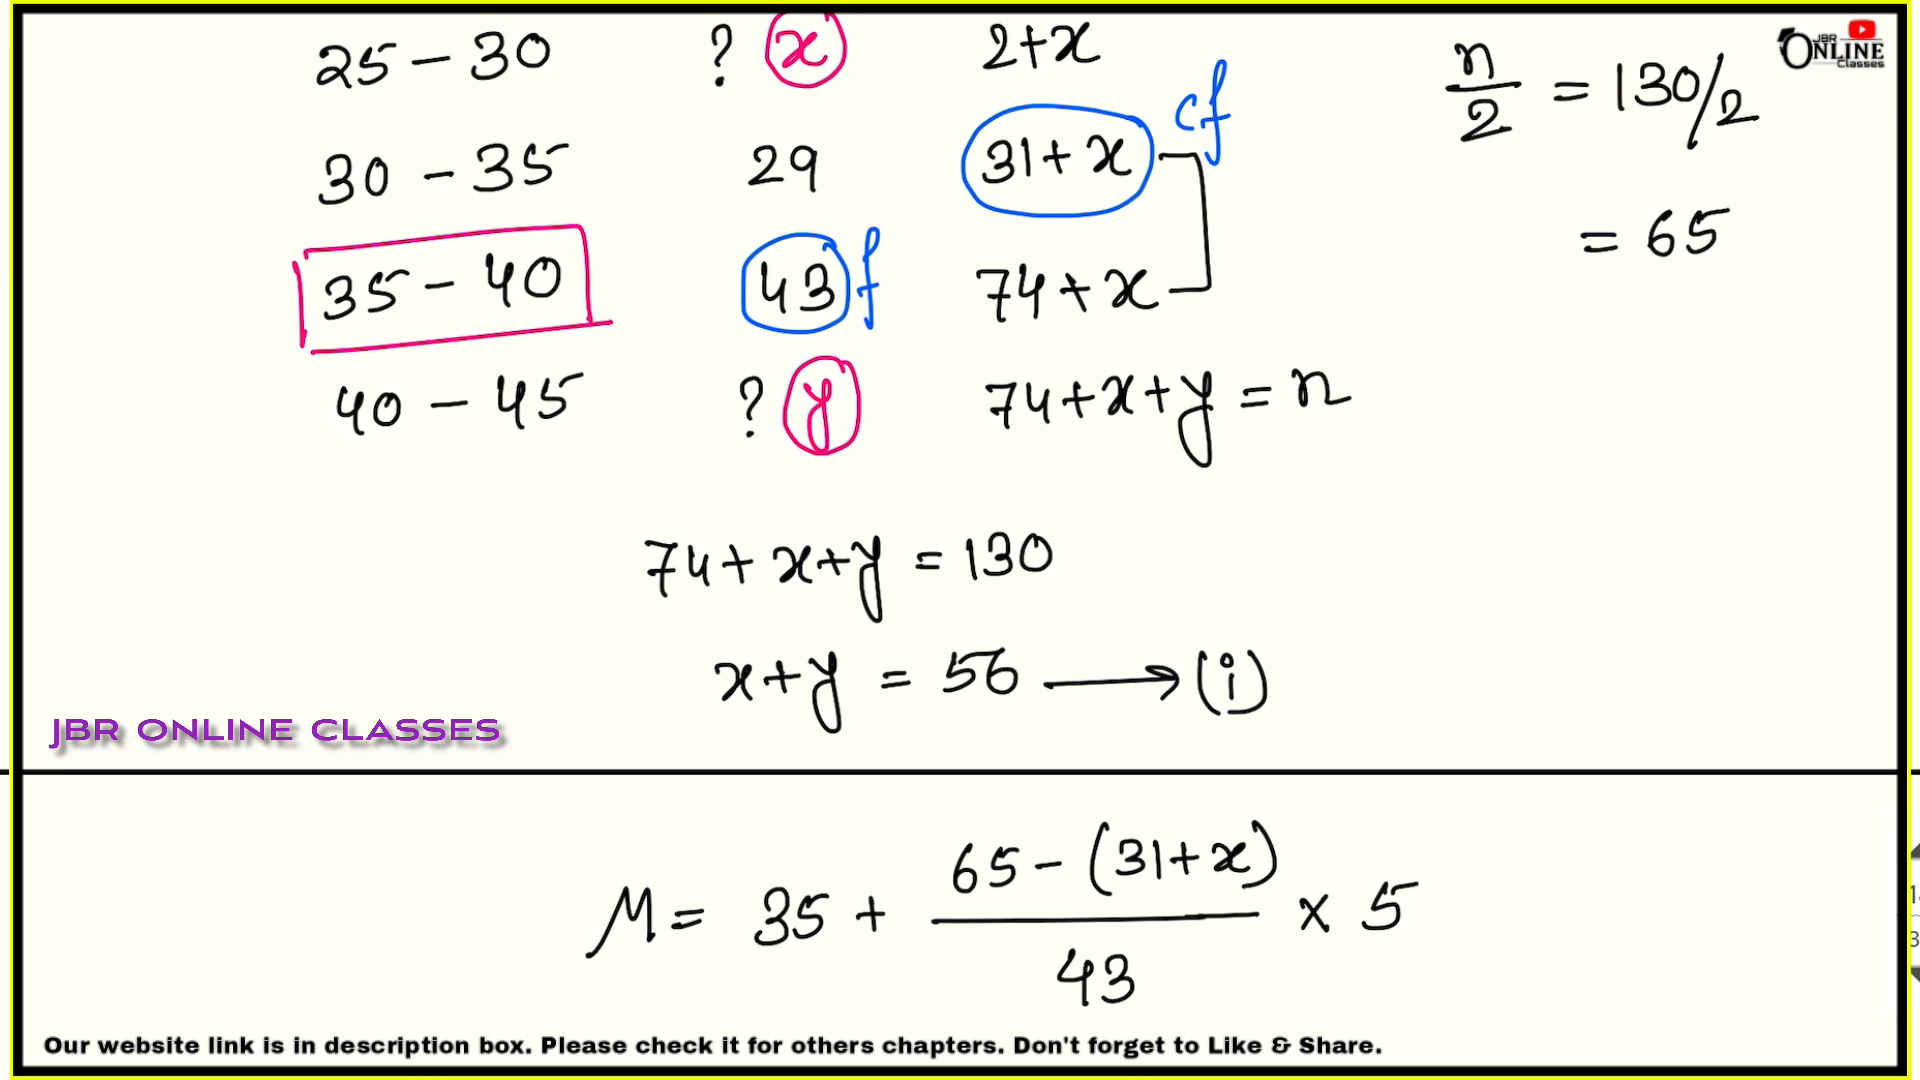 25 - 30 ? x 2+x
n/2 = 130/2
JBR ONLINE Classes
cf
30 - 35 29 31+x
= 65
35 - 40 43 f 74+x
40 - 45 ? y 74+x+y = n
74+x+y = 130
x+y = 56 ⟶ (i)
JBR ONLINE CLASSES
M = 35 + (65 - (31+x))/43 × 5
Our website link is in description box. Please check it for others chapters. Don't forget to Like & Share.